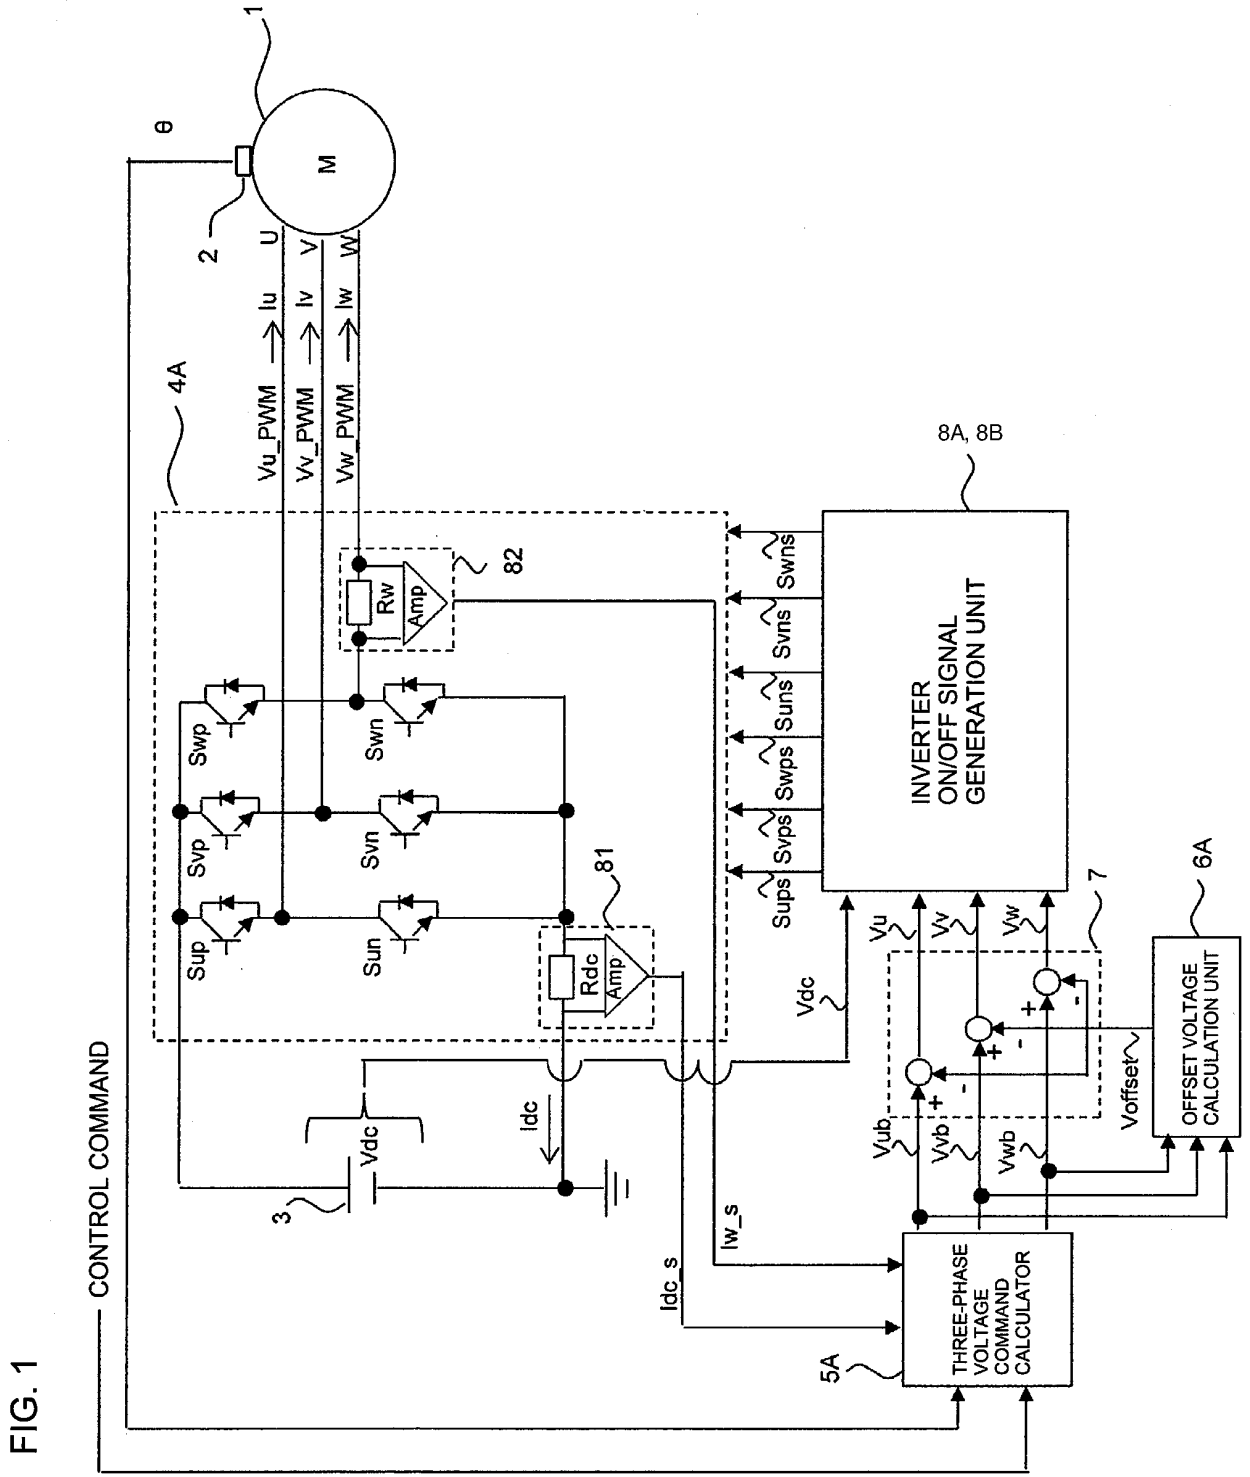 FIG. 1
CONTROL COMMAND
θ
1
2
M
U
V
W
Iu
Iv
Iw
Vu_PWM
Vv_PWM
Vw_PWM
4A
Swp
Svp
Sup
Swn
Svn
Sun
Rw
Amp
82
Rdc
Amp
81
3
Vdc
Idc
Idc_s
Iw_s
Vdc
Sups
Svps
Swps
Suns
Svns
Swns
8A, 8B
INVERTER
ON/OFF SIGNAL
GENERATION UNIT
5A
THREE-PHASE
VOLTAGE
COMMAND
CALCULATOR
Vub
Vvb
Vwb
+
-
+
-
+
-
Vu
Vv
Vw
7
Voffset
6A
OFFSET VOLTAGE
CALCULATION UNIT